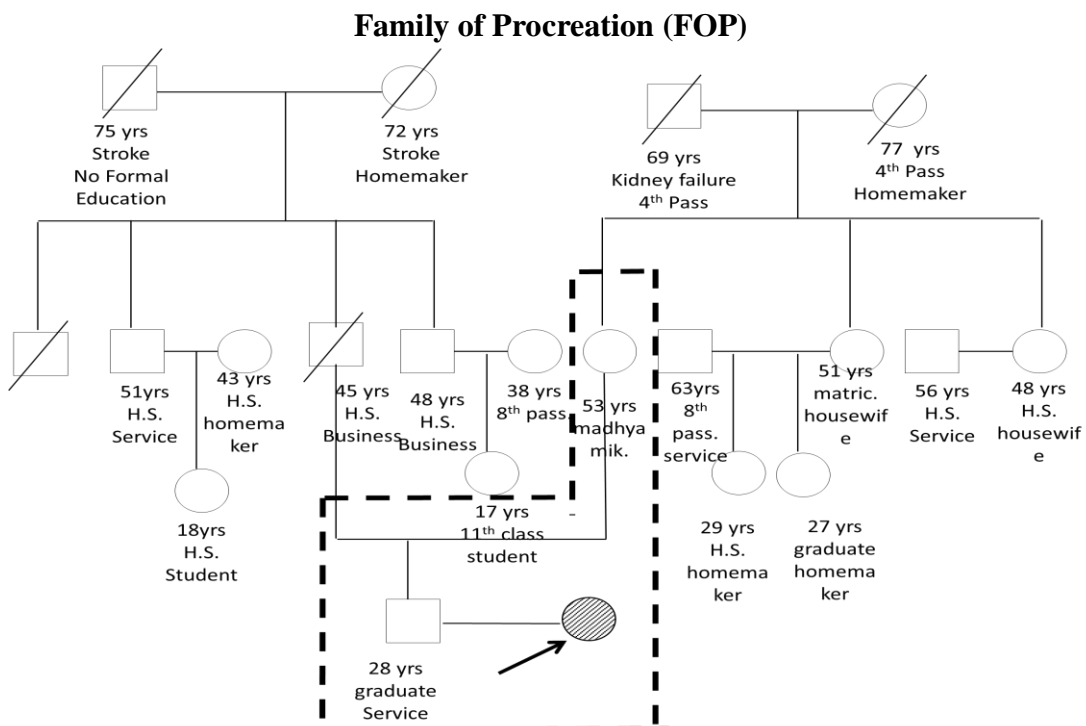 Family of Procreation (FOP)
75 yrs
Stroke
No Formal
Education
72 yrs
Stroke
Homemaker
69 yrs
Kidney failure
4th Pass
77 yrs
4th Pass
Homemaker
51yrs
H.S.
Service
43 yrs
H.S.
homema
ker
45 yrs
H.S.
Business
48 yrs
H.S.
Business
38 yrs
8th pass.
53 yrs
madhya
mik.
63yrs
8th
pass.
service
51 yrs
matric.
housewif
e
56 yrs
H.S.
Service
48 yrs
H.S.
housewif
e
18yrs
H.S.
Student
17 yrs
11th class
student
29 yrs
H.S.
homema
ker
27 yrs
graduate
homema
ker
28 yrs
graduate
Service